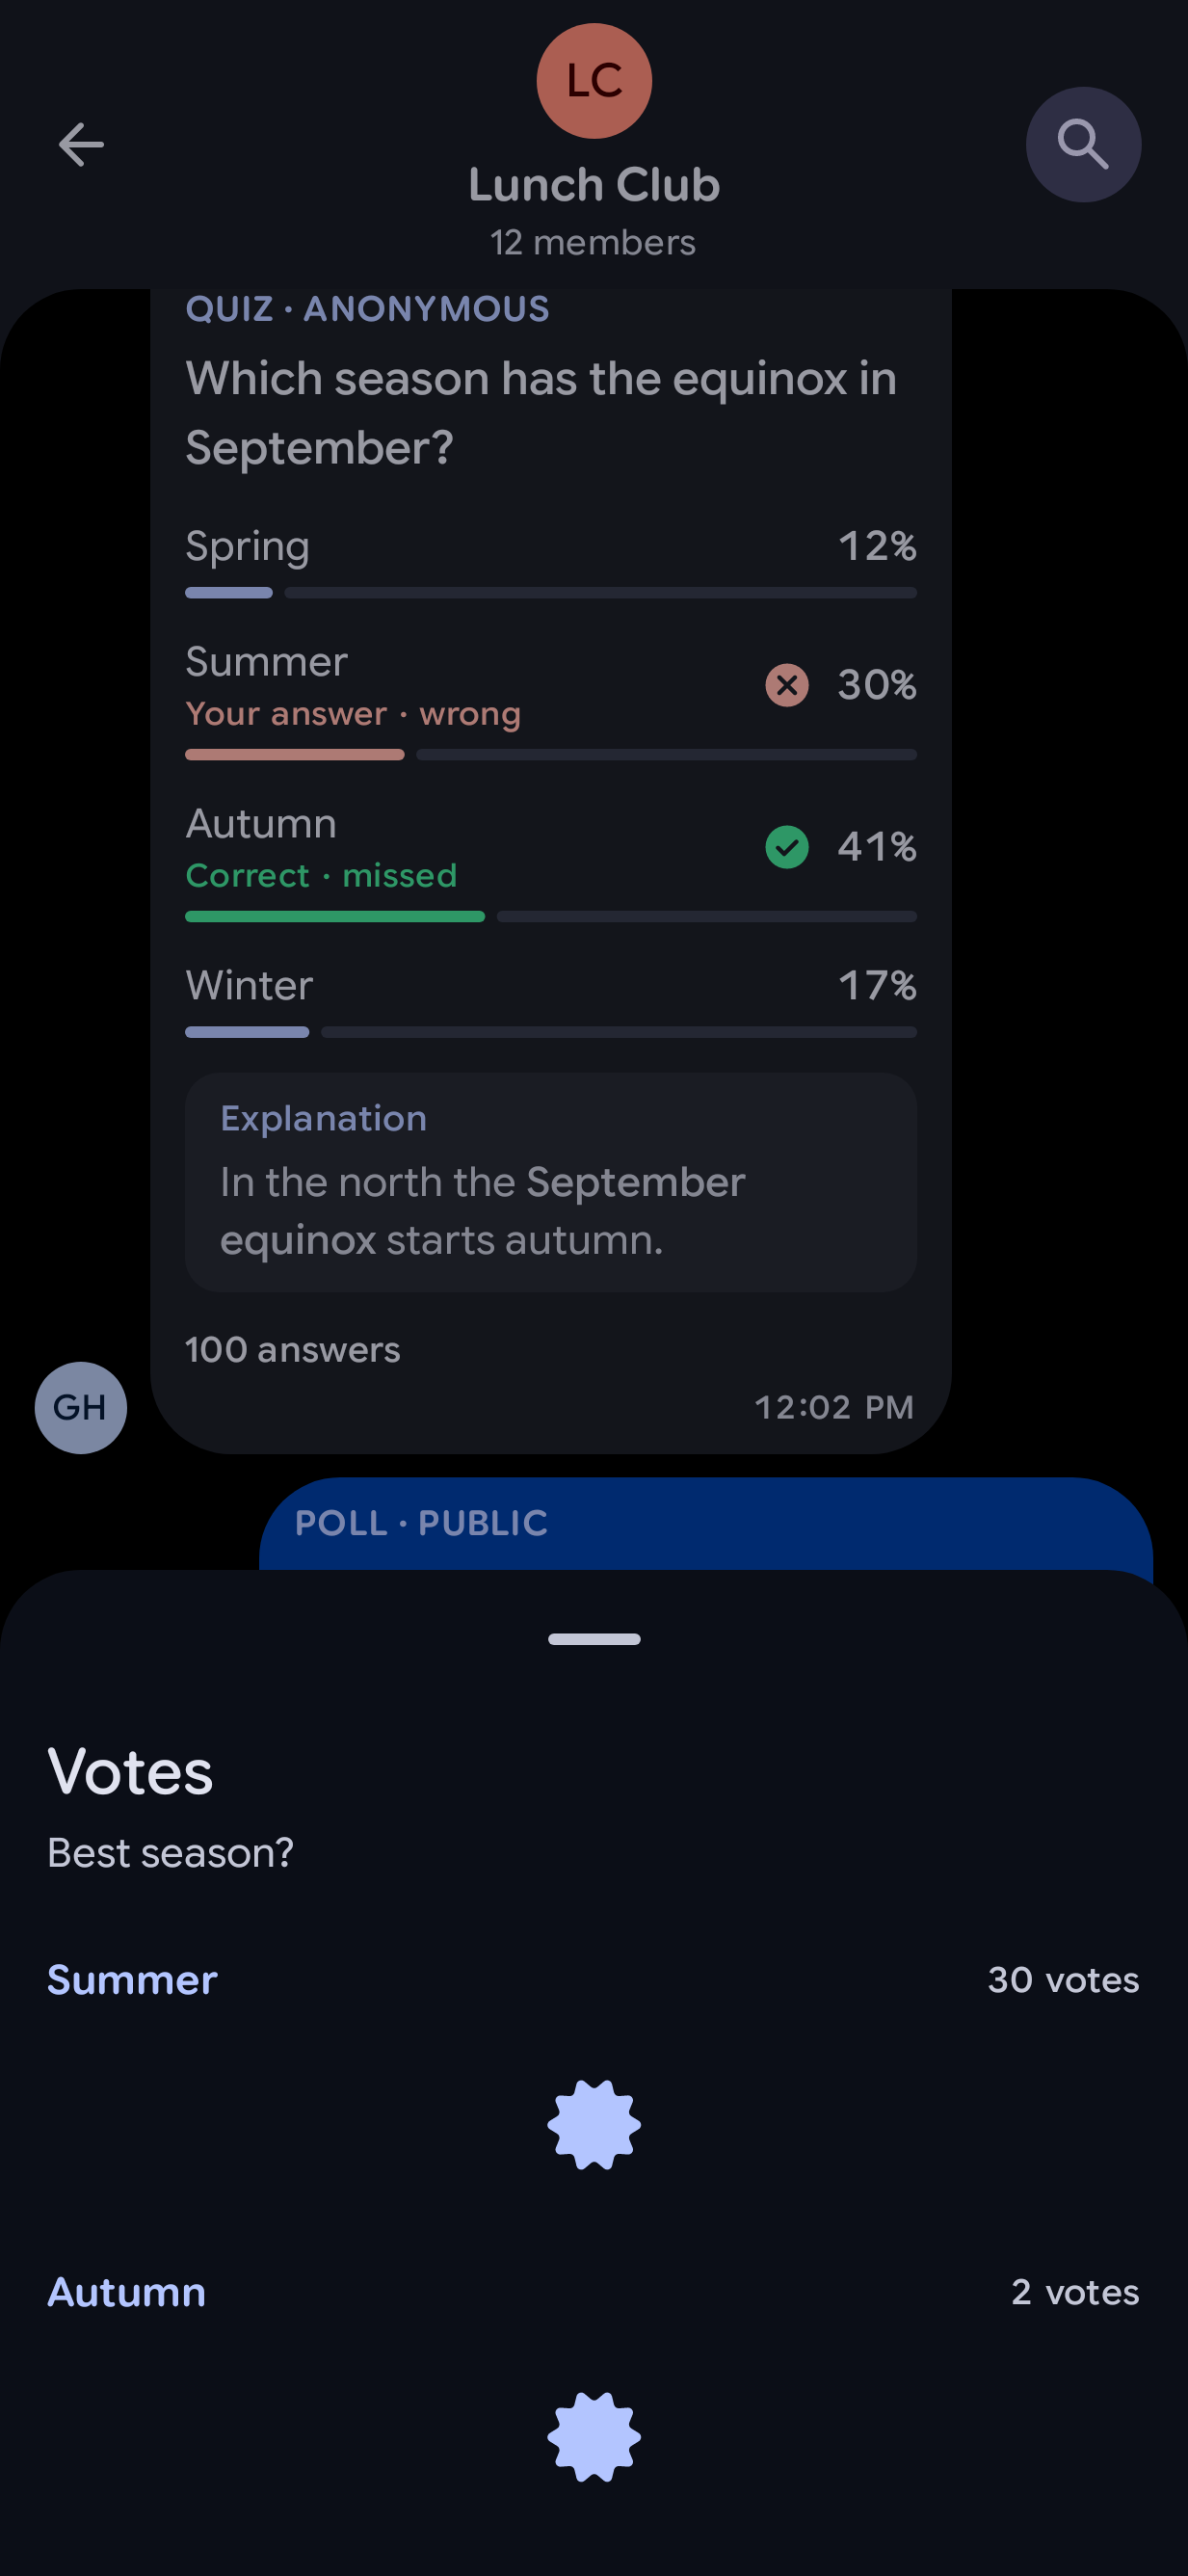 LC
Lunch Club
12 members
QUIZ · ANONYMOUS
Which season has the equinox in
September?
Spring 12%
Summer 30%
Your answer · wrong
Autumn 41%
Correct · missed
Winter 17%
Explanation
In the north the September
equinox starts autumn.
100 answers
GH
12:02 PM
POLL · PUBLIC
Votes
Best season?
Summer 30 votes
Autumn 2 votes